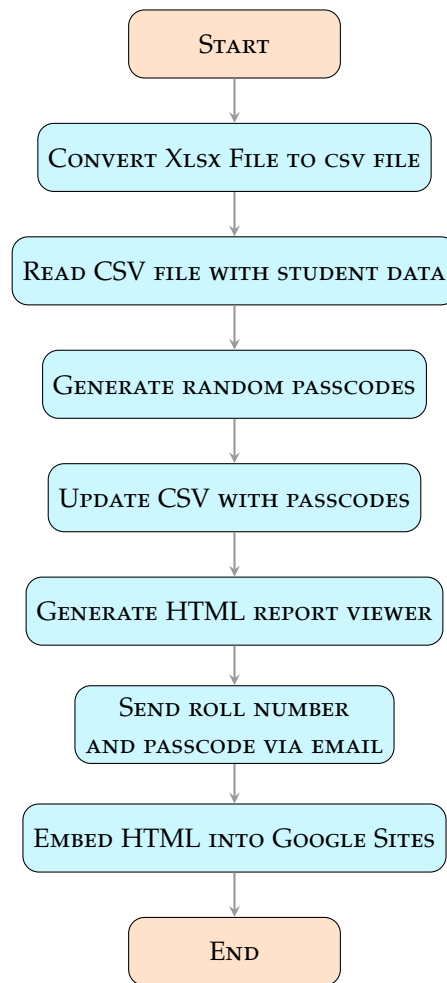 Start
Convert Xlsx File to csv file
Read CSV file with student data
Generate random passcodes
Update CSV with passcodes
Generate HTML report viewer
Send roll number
and passcode via email
Embed HTML into Google Sites
End